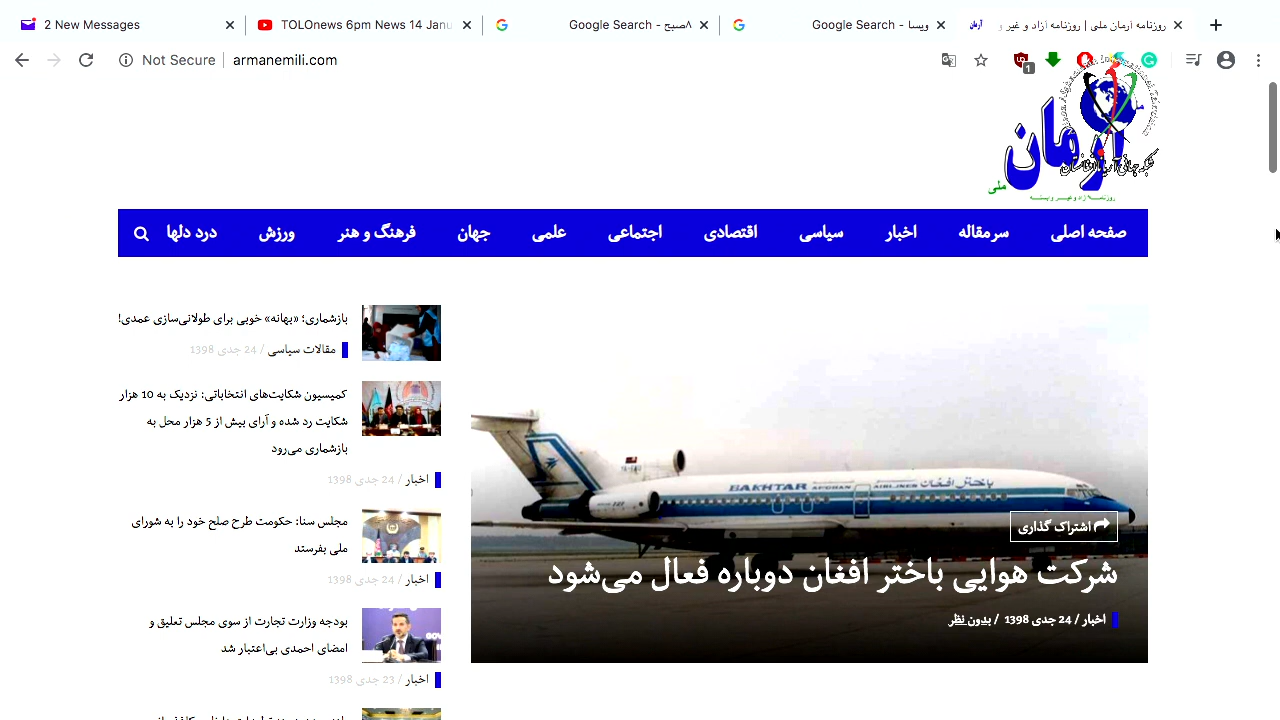 2 New Messages
TOLOnews 6pm News 14 Janu
۸صبح - Google Search
ویسا - Google Search
روزنامه آرمان ملی | روزنامه آزاد و غیر و
Not Secure
armanemili.com
1
آرمان
ملی
صفحه اصلی
سرمقاله
اخبار
سیاسی
اقتصادی
اجتماعی
علمی
جهان
فرهنگ و هنر
ورزش
درد دلها
BAKHTAR AFGHAN AIRLINES باختر افغان
727
اشتراک گذاری
شرکت هوایی باختر افغان دوباره فعال می‌شود
اخبار / 24 جدی 1398 / بدون نظر
بازشماری؛ «بهانه» خوبی برای طولانی‌سازی عمدی!
مقالات سیاسی / 24 جدی 1398
کمیسیون شکایت‌های انتخاباتی: نزدیک به 10 هزار
شکایت رد شده و آرای بیش از 5 هزار محل به
بازشماری می‌رود
اخبار / 24 جدی 1398
مجلس سنا: حکومت طرح صلح خود را به شورای
ملی بفرستد
اخبار / 24 جدی 1398
بودجه وزارت تجارت از سوی مجلس تعلیق و
امضای احمدی بی‌اعتبار شد
اخبار / 23 جدی 1398